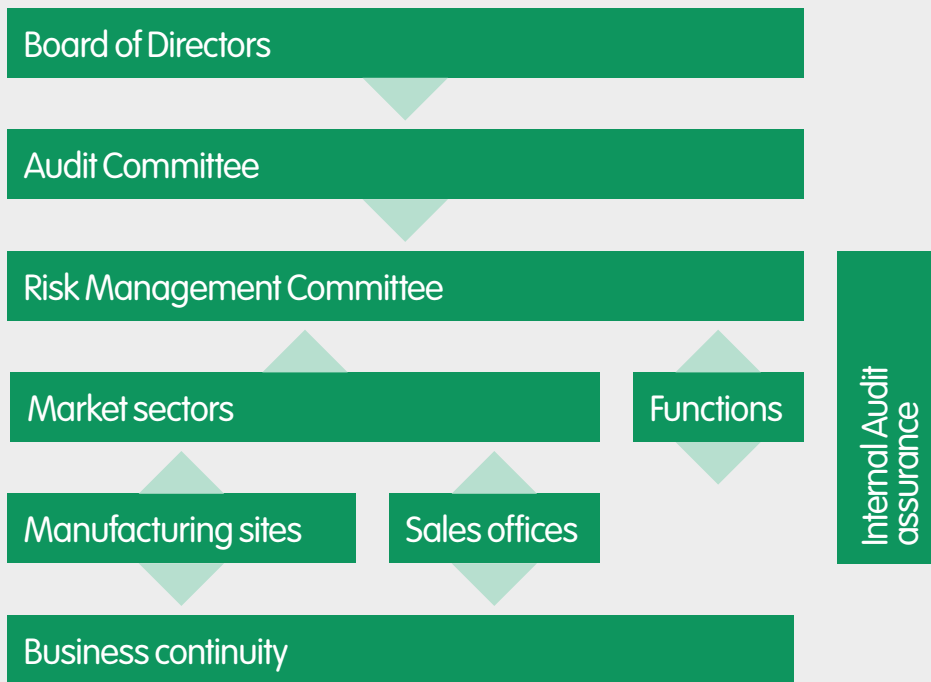 Board of Directors
Audit Committee
Risk Management Committee
Market sectors
Functions
Manufacturing sites
Sales offices
Business continuity
Internal Audit
assurance